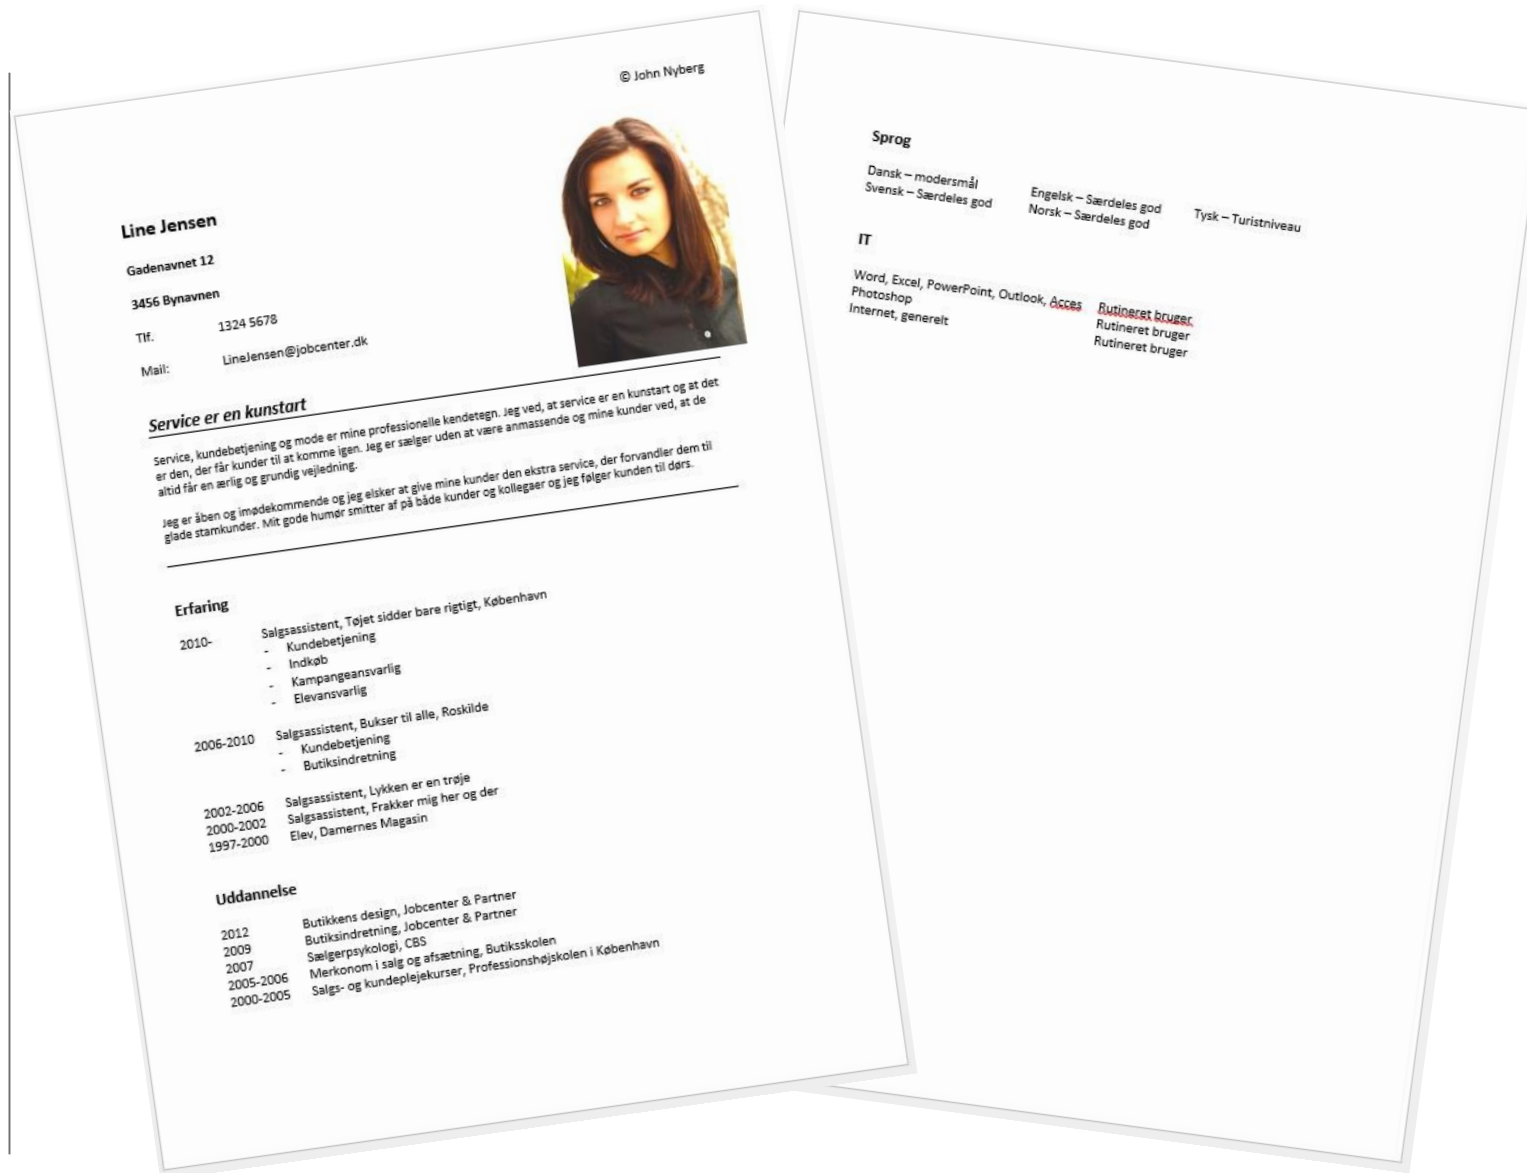 © John Nyberg
Line Jensen
Gadenavnet 12
3456 Bynavnen
Tlf. 1324 5678
Mail: LineJensen@jobcenter.dk
Service er en kunstart
Service, kundebetjening og mode er mine professionelle kendetegn. Jeg ved, at service er en kunstart og at det
er den, der får kunder til at komme igen. Jeg er sælger uden at være anmassende og mine kunder ved, at de
altid får en ærlig og grundig vejledning.
Jeg er åben og imødekommende og jeg elsker at give mine kunder den ekstra service, der forvandler dem til
glade stamkunder. Mit gode humør smitter af på både kunder og kollegaer og jeg følger kunden til dørs.
Erfaring
2010- Salgsassistent, Tøjet sidder bare rigtigt, København
- Kundebetjening
- Indkøb
- Kampangeansvarlig
- Elevansvarlig
2006-2010 Salgsassistent, Bukser til alle, Roskilde
- Kundebetjening
- Butiksindretning
2002-2006 Salgsassistent, Lykken er en trøje
2000-2002 Salgsassistent, Frakker mig her og der
1997-2000 Elev, Damernes Magasin
Uddannelse
2012 Butikkens design, Jobcenter & Partner
2009 Butiksindretning, Jobcenter & Partner
2007 Sælgerpsykologi, CBS
2005-2006 Merkonom i salg og afsætning, Butiksskolen
2000-2005 Salgs- og kundeplejekurser, Professionshøjskolen i København
Sprog
Dansk – modersmål Engelsk – Særdeles god Tysk – Turistniveau
Svensk – Særdeles god Norsk – Særdeles god
IT
Word, Excel, PowerPoint, Outlook, Acces Rutineret bruger
Photoshop Rutineret bruger
Internet, generelt Rutineret bruger